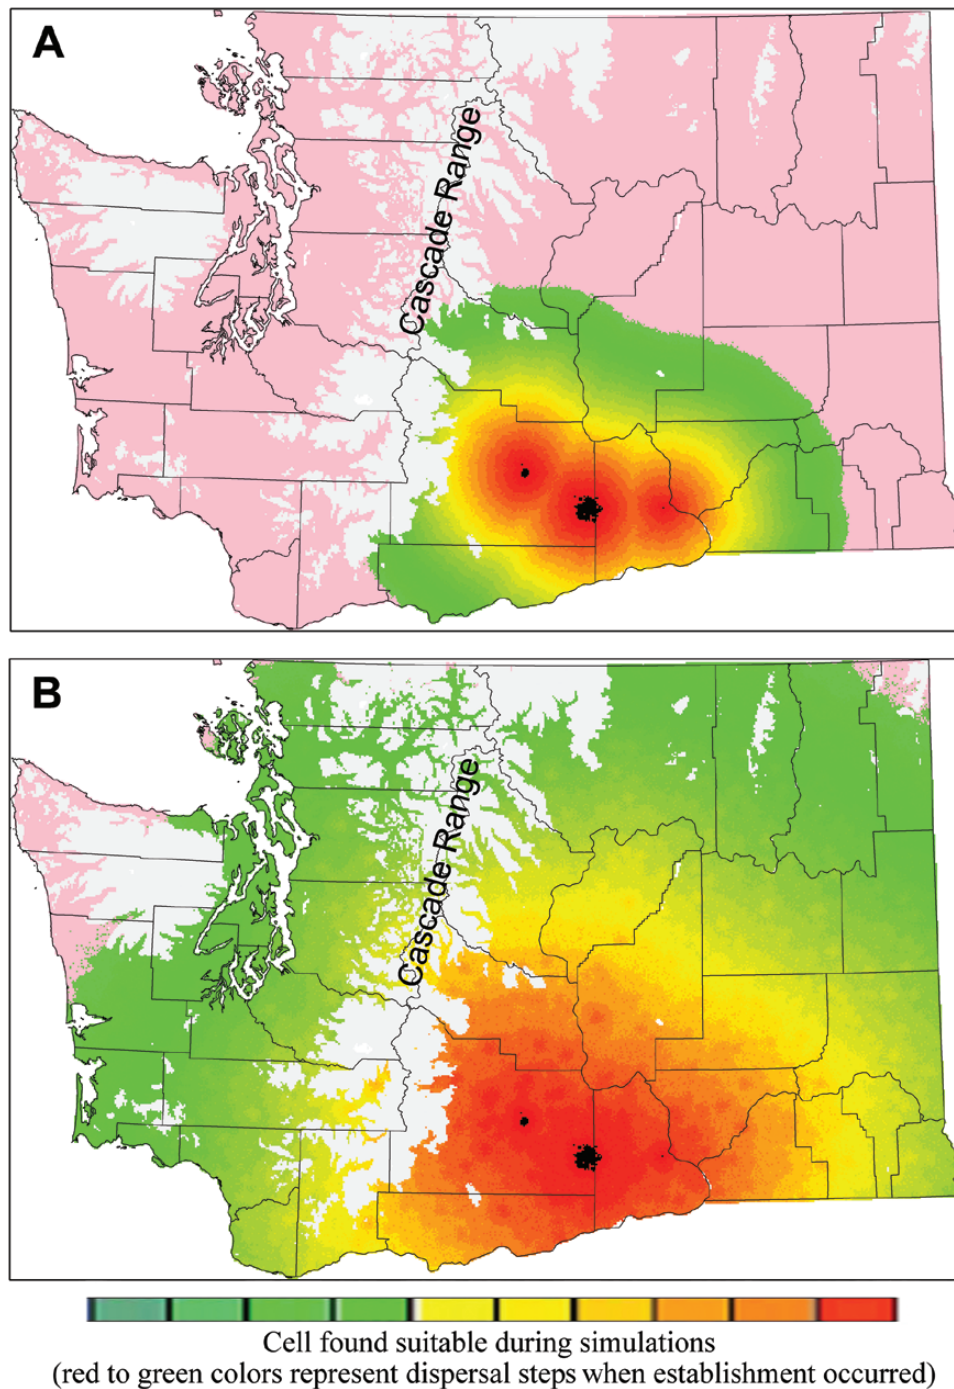 A
Cascade Range
B
Cascade Range
Cell found suitable during simulations
(red to green colors represent dispersal steps when establishment occurred)